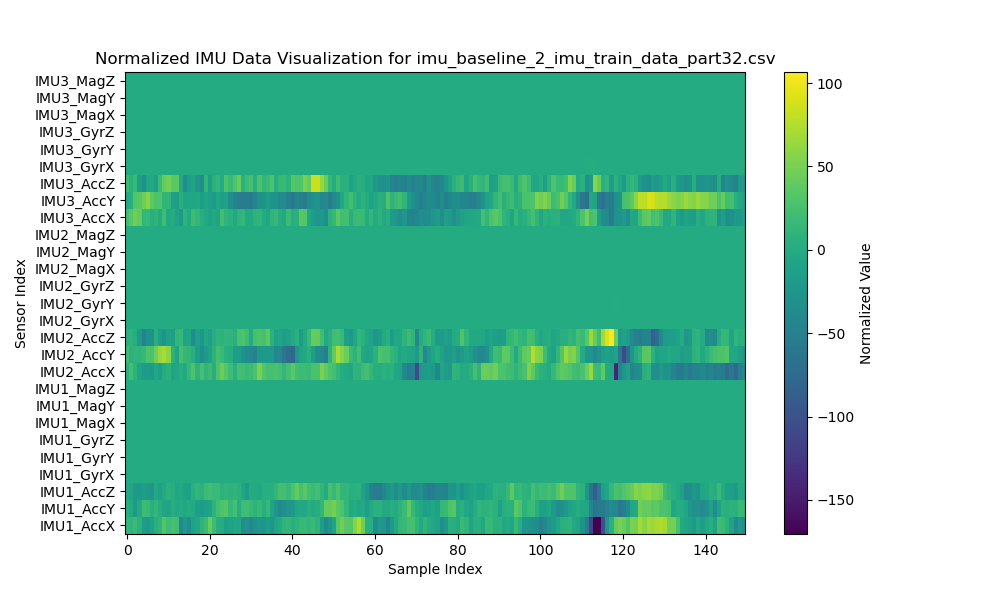 Normalized IMU Data Visualization for imu_baseline_2_imu_train_data_part32.csv
IMU3_MagZ
IMU3_MagY
IMU3_MagX
IMU3_GyrZ
IMU3_GyrY
IMU3_GyrX
IMU3_AccZ
IMU3_AccY
IMU3_AccX
IMU2_MagZ
IMU2_MagY
IMU2_MagX
IMU2_GyrZ
IMU2_GyrY
IMU2_GyrX
IMU2_AccZ
IMU2_AccY
IMU2_AccX
IMU1_MagZ
IMU1_MagY
IMU1_MagX
IMU1_GyrZ
IMU1_GyrY
IMU1_GyrX
IMU1_AccZ
IMU1_AccY
IMU1_AccX
Sensor Index
0 20 40 60 80 100 120 140
Sample Index
100
50
0
−50
−100
−150
Normalized Value